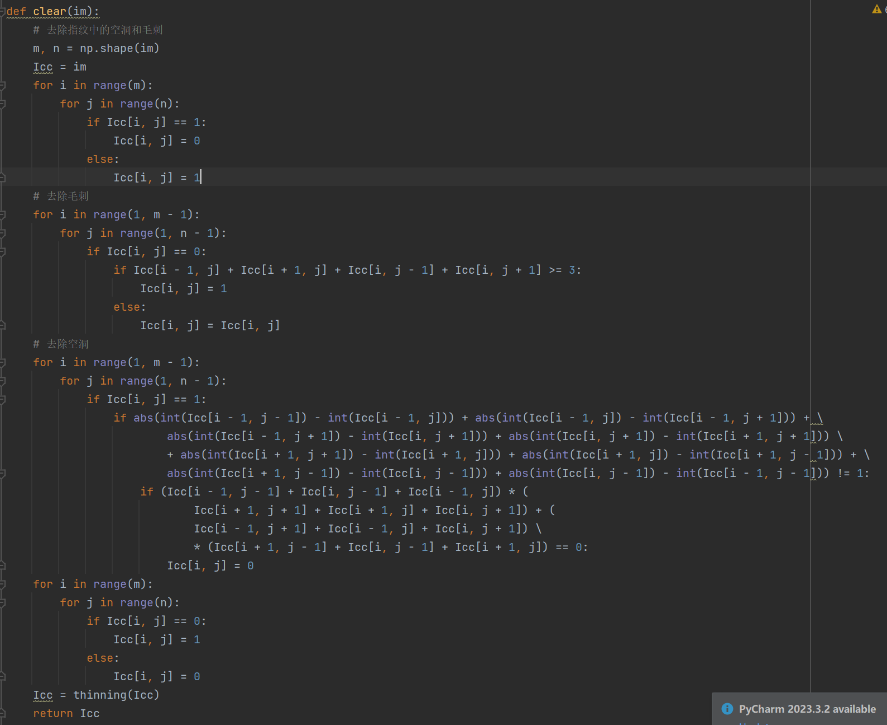 def clear(im):
    # 去除指纹中的空洞和毛刺
    m, n = np.shape(im)
    Icc = im
    for i in range(m):
        for j in range(n):
            if Icc[i, j] == 1:
                Icc[i, j] = 0
            else:
                Icc[i, j] = 1
    # 去除毛刺
    for i in range(1, m - 1):
        for j in range(1, n - 1):
            if Icc[i, j] == 0:
                if Icc[i - 1, j] + Icc[i + 1, j] + Icc[i, j - 1] + Icc[i, j + 1] >= 3:
                    Icc[i, j] = 1
                else:
                    Icc[i, j] = Icc[i, j]
    # 去除空洞
    for i in range(1, m - 1):
        for j in range(1, n - 1):
            if Icc[i, j] == 1:
                if abs(int(Icc[i - 1, j - 1]) - int(Icc[i - 1, j])) + abs(int(Icc[i - 1, j]) - int(Icc[i - 1, j + 1])) + \
                        abs(int(Icc[i - 1, j + 1]) - int(Icc[i, j + 1])) + abs(int(Icc[i, j + 1]) - int(Icc[i + 1, j + 1])) \
                        + abs(int(Icc[i + 1, j + 1]) - int(Icc[i + 1, j])) + abs(int(Icc[i + 1, j]) - int(Icc[i + 1, j - 1])) + \
                        abs(int(Icc[i + 1, j - 1]) - int(Icc[i, j - 1])) + abs(int(Icc[i, j - 1]) - int(Icc[i - 1, j - 1])) != 1:
                    if (Icc[i - 1, j - 1] + Icc[i, j - 1] + Icc[i - 1, j]) * (
                            Icc[i + 1, j + 1] + Icc[i + 1, j] + Icc[i, j + 1]) + (
                            Icc[i - 1, j + 1] + Icc[i - 1, j] + Icc[i, j + 1]) \
                            * (Icc[i + 1, j - 1] + Icc[i, j - 1] + Icc[i + 1, j]) == 0:
                        Icc[i, j] = 0
    for i in range(m):
        for j in range(n):
            if Icc[i, j] == 0:
                Icc[i, j] = 1
            else:
                Icc[i, j] = 0
    Icc = thinning(Icc)
    return Icc
PyCharm 2023.3.2 available